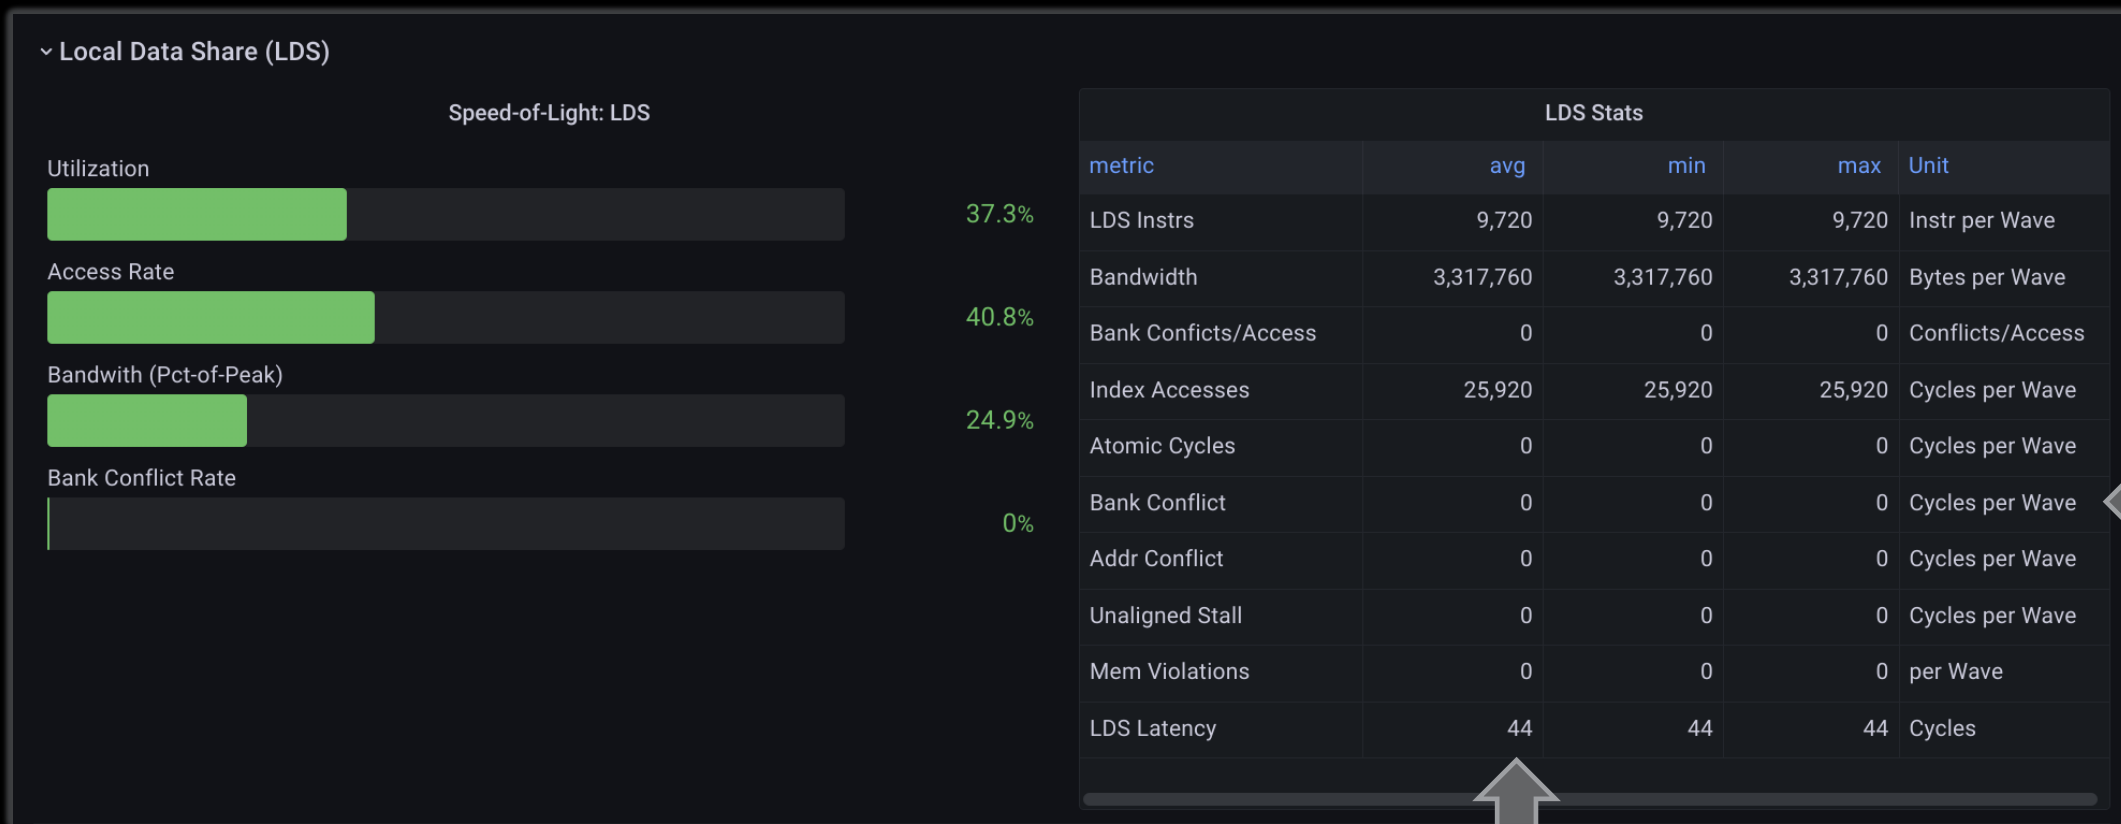 Local Data Share (LDS)
Speed-of-Light: LDS
Utilization
37.3%
Access Rate
40.8%
Bandwith (Pct-of-Peak)
24.9%
Bank Conflict Rate
0%
LDS Stats
metric avg min max Unit
LDS Instrs 9,720 9,720 9,720 Instr per Wave
Bandwidth 3,317,760 3,317,760 3,317,760 Bytes per Wave
Bank Conficts/Access 0 0 0 Conflicts/Access
Index Accesses 25,920 25,920 25,920 Cycles per Wave
Atomic Cycles 0 0 0 Cycles per Wave
Bank Conflict 0 0 0 Cycles per Wave
Addr Conflict 0 0 0 Cycles per Wave
Unaligned Stall 0 0 0 Cycles per Wave
Mem Violations 0 0 0 per Wave
LDS Latency 44 44 44 Cycles